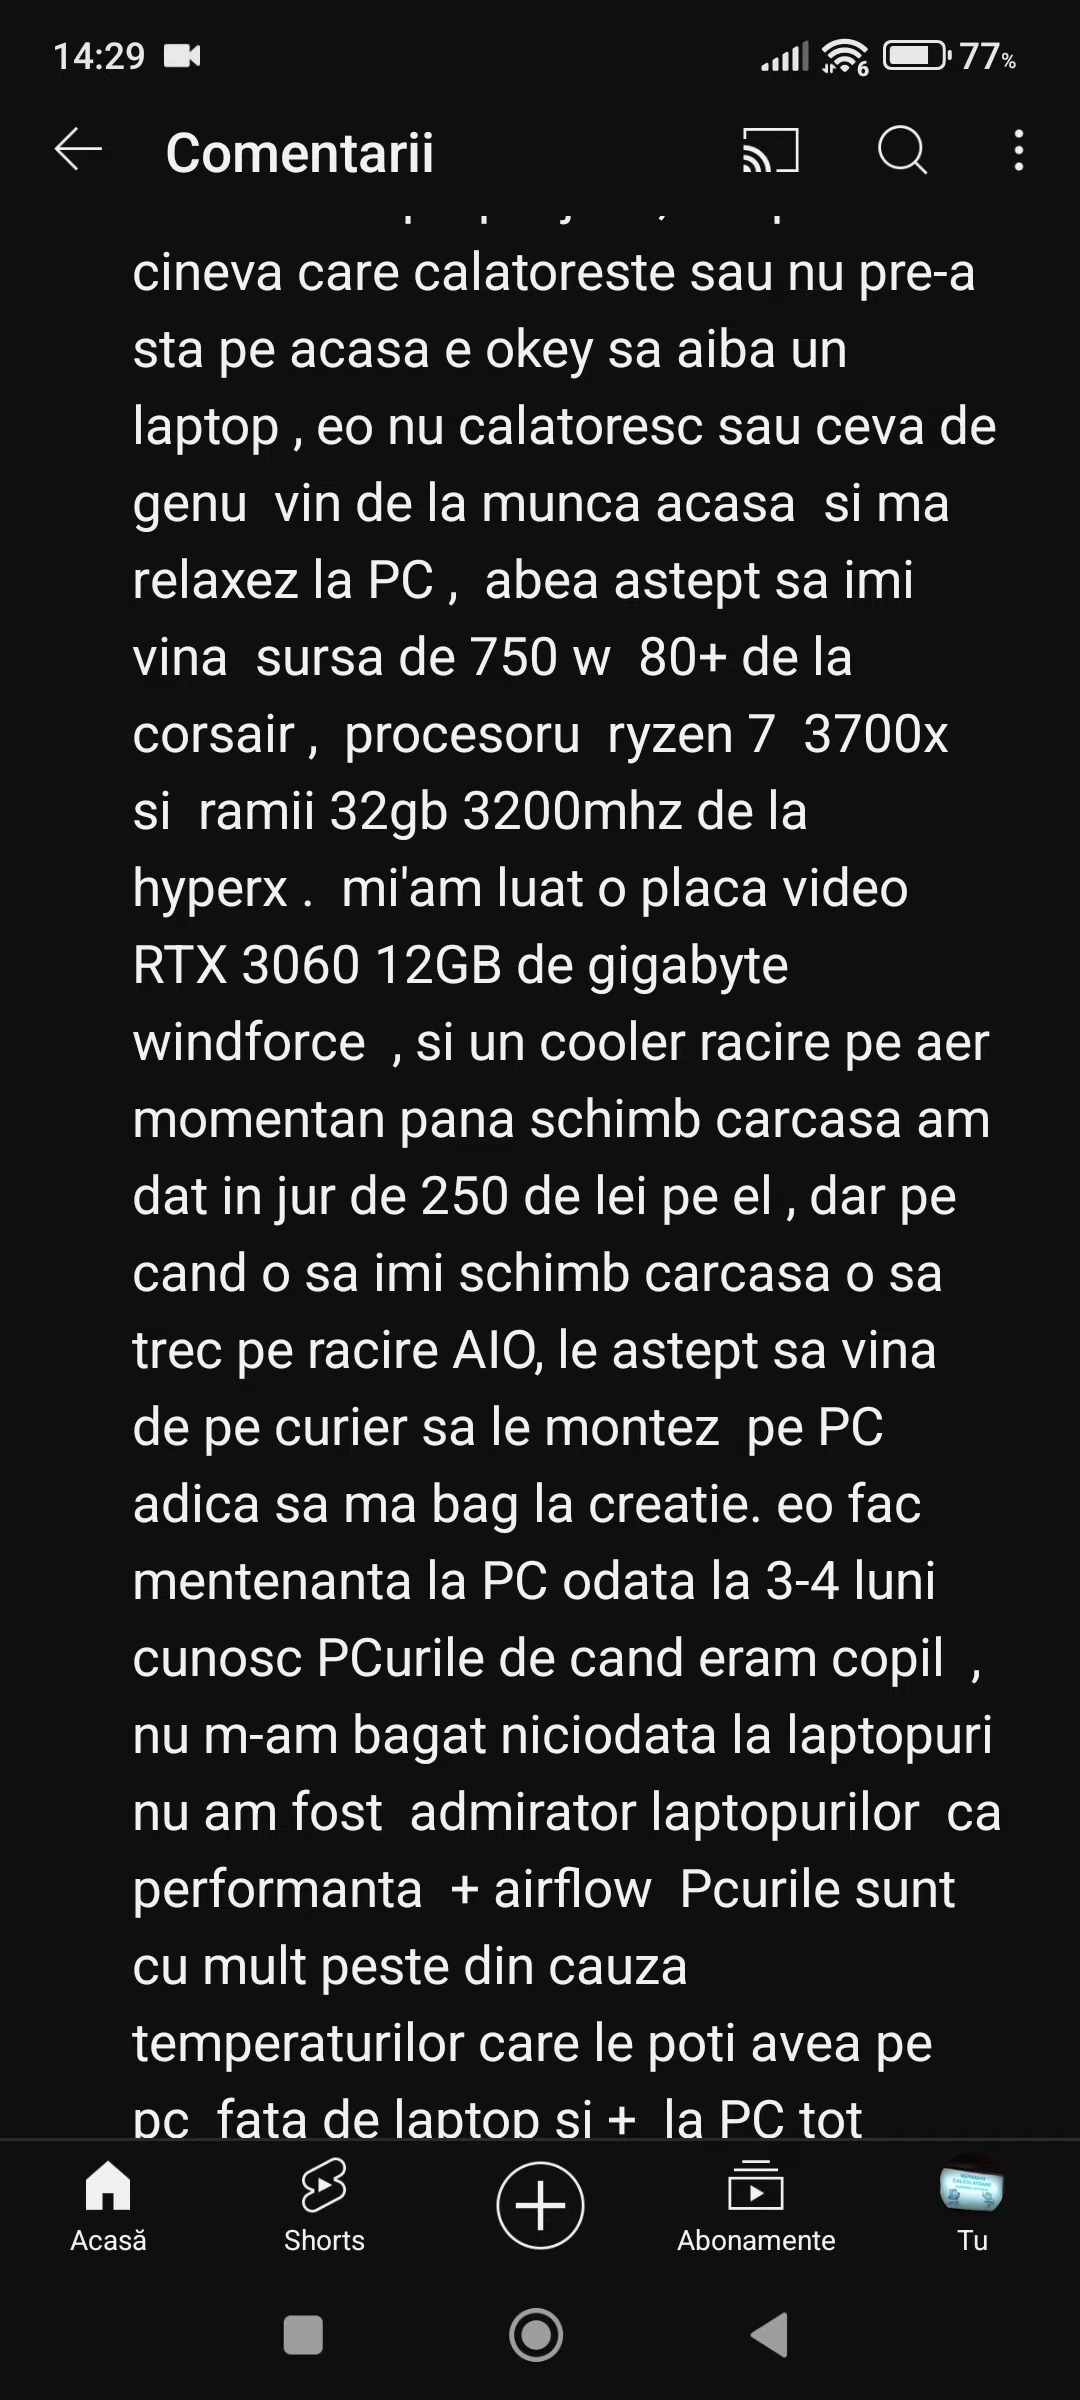 14:29
77%
Comentarii
cineva care calatoreste sau nu pre-a
sta pe acasa e okey sa aiba un
laptop , eo nu calatoresc sau ceva de
genu  vin de la munca acasa  si ma
relaxez la PC ,  abea astept sa imi
vina  sursa de 750 w  80+ de la
corsair ,  procesoru  ryzen 7  3700x
si  ramii 32gb 3200mhz de la
hyperx .  mi'am luat o placa video
RTX 3060 12GB de gigabyte
windforce  , si un cooler racire pe aer
momentan pana schimb carcasa am
dat in jur de 250 de lei pe el , dar pe
cand o sa imi schimb carcasa o sa
trec pe racire AIO, le astept sa vina
de pe curier sa le montez  pe PC
adica sa ma bag la creatie. eo fac
mentenanta la PC odata la 3-4 luni
cunosc PCurile de cand eram copil  ,
nu m-am bagat niciodata la laptopuri
nu am fost  admirator laptopurilor  ca
performanta  + airflow  Pcurile sunt
cu mult peste din cauza
temperaturilor care le poti avea pe
pc  fata de laptop si +  la PC tot
Acasă
Shorts
Abonamente
Tu